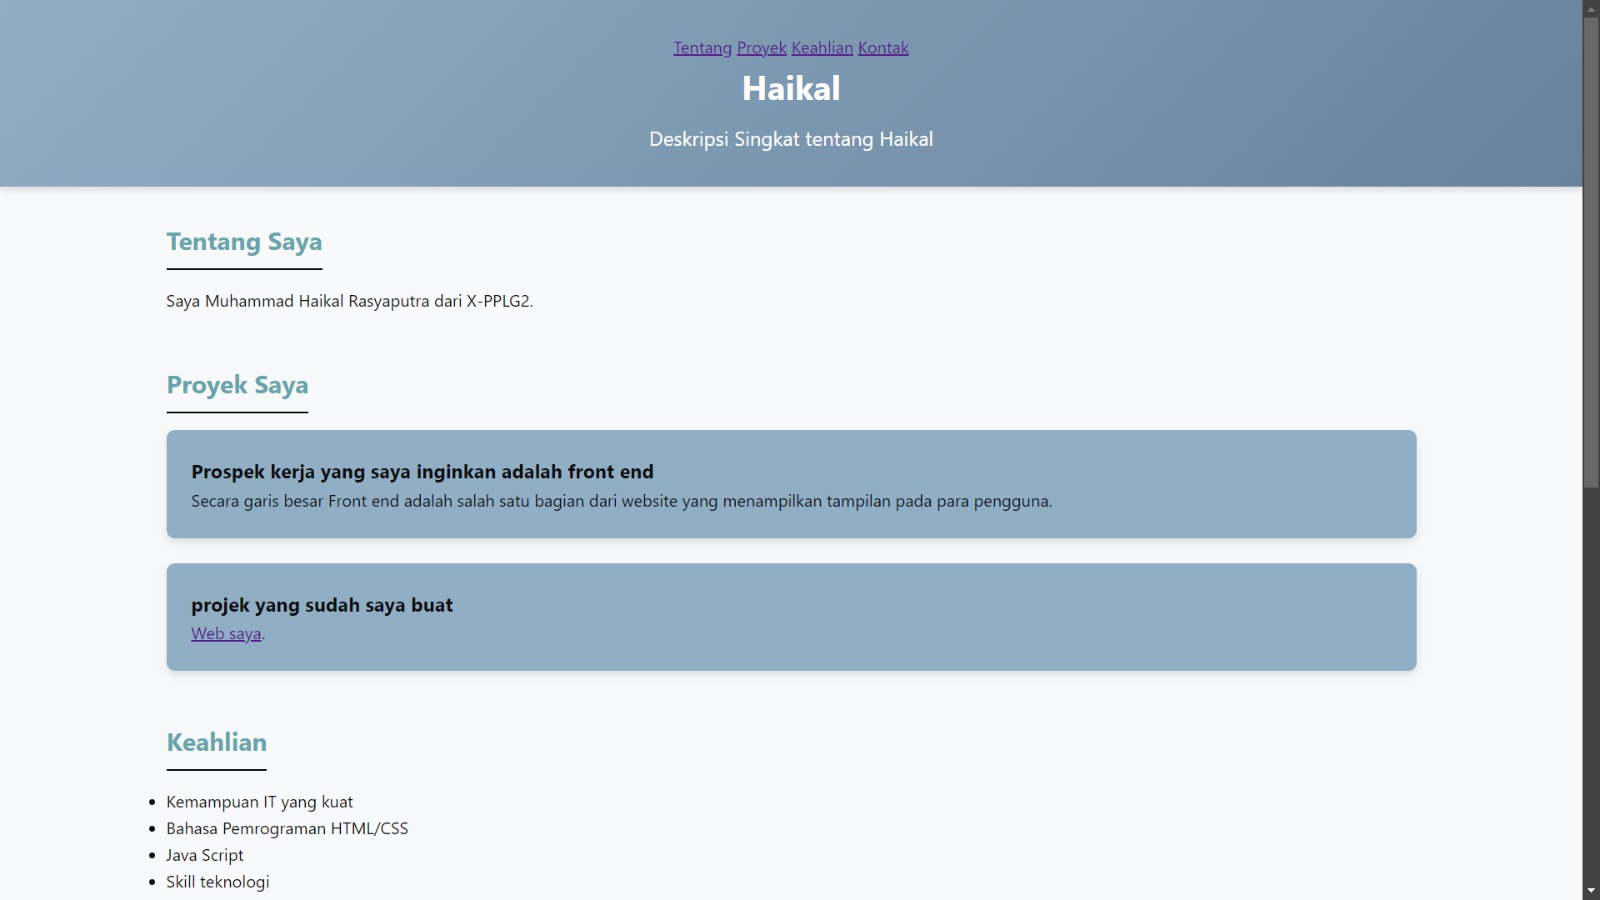 Tentang Proyek Keahlian Kontak
Haikal
Deskripsi Singkat tentang Haikal
Tentang Saya
Saya Muhammad Haikal Rasyaputra dari X-PPLG2.
Proyek Saya
Prospek kerja yang saya inginkan adalah front end
Secara garis besar Front end adalah salah satu bagian dari website yang menampilkan tampilan pada para pengguna.
projek yang sudah saya buat
Web saya.
Keahlian
Kemampuan IT yang kuat
Bahasa Pemrograman HTML/CSS
Java Script
Skill teknologi